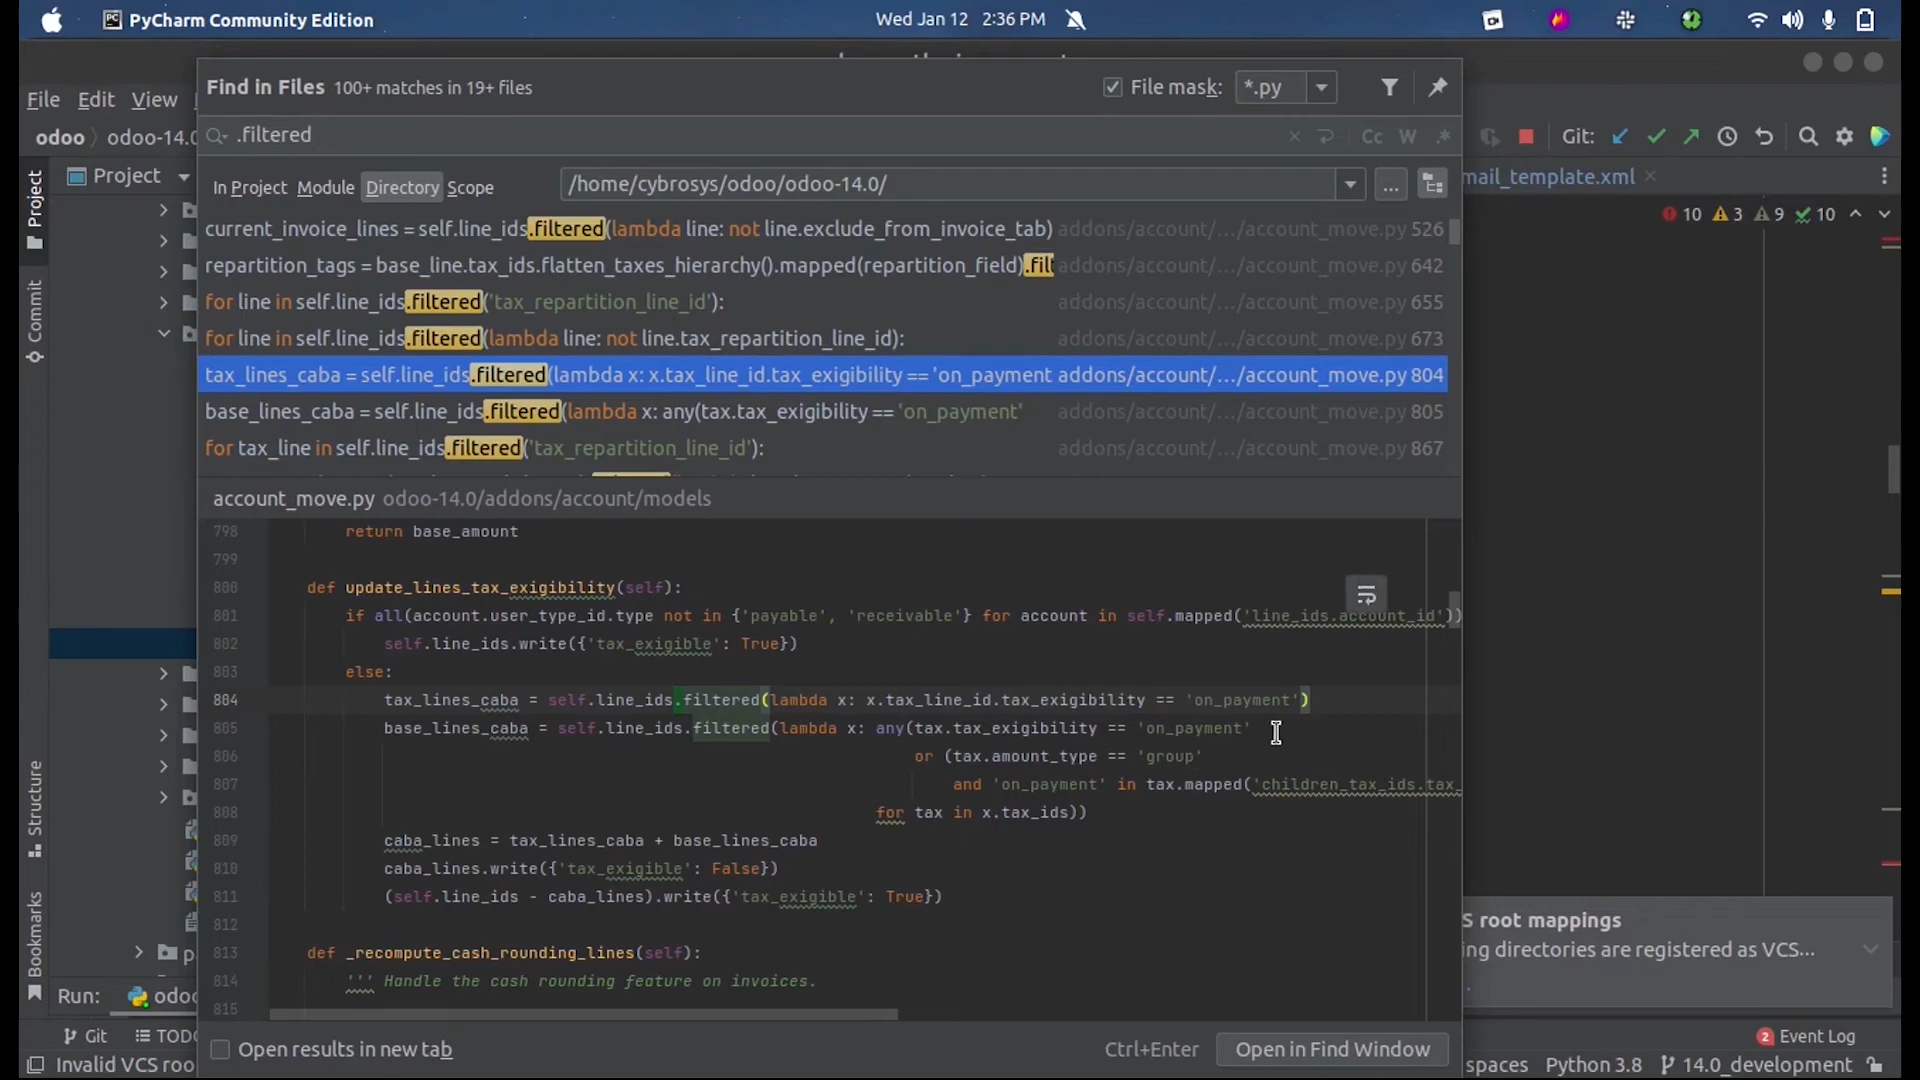 PyCharm Community Edition
Wed Jan 12 2:36 PM
File Edit View
Find in Files 100+ matches in 19+ files
File mask: *.py
.filtered
Cc W .*
odoo odoo-14.0
Git:
In Project Module Directory Scope
/home/cybrosys/odoo/odoo-14.0/
...
Project
mail_template.xml
10 3 9 10
current_invoice_lines = self.line_ids.filtered(lambda line: not line.exclude_from_invoice_tab) addons/account/.../account_move.py 526
repartition_tags = base_line.tax_ids.flatten_taxes_hierarchy().mapped(repartition_field).filt addons/account/.../account_move.py 642
for line in self.line_ids.filtered('tax_repartition_line_id'): addons/account/.../account_move.py 655
for line in self.line_ids.filtered(lambda line: not line.tax_repartition_line_id): addons/account/.../account_move.py 673
tax_lines_caba = self.line_ids.filtered(lambda x: x.tax_line_id.tax_exigibility == 'on_payment addons/account/.../account_move.py 804
base_lines_caba = self.line_ids.filtered(lambda x: any(tax.tax_exigibility == 'on_payment' addons/account/.../account_move.py 805
for tax_line in self.line_ids.filtered('tax_repartition_line_id'): addons/account/.../account_move.py 867
account_move.py odoo-14.0/addons/account/models
798 return base_amount
799
800 def update_lines_tax_exigibility(self):
801 if all(account.user_type_id.type not in {'payable', 'receivable'} for account in self.mapped('line_ids.account_id'))
802 self.line_ids.write({'tax_exigible': True})
803 else:
804 tax_lines_caba = self.line_ids.filtered(lambda x: x.tax_line_id.tax_exigibility == 'on_payment')
805 base_lines_caba = self.line_ids.filtered(lambda x: any(tax.tax_exigibility == 'on_payment'
806 or (tax.amount_type == 'group'
807 and 'on_payment' in tax.mapped('children_tax_ids.tax_
808 for tax in x.tax_ids))
809 caba_lines = tax_lines_caba + base_lines_caba
810 caba_lines.write({'tax_exigible': False})
811 (self.line_ids - caba_lines).write({'tax_exigible': True})
812
813 def _recompute_cash_rounding_lines(self):
814 ''' Handle the cash rounding feature on invoices.
815
Project
Commit
Structure
Bookmarks
S root mappings
ing directories are registered as VCS...
Run: odoo
Git TODO
Open results in new tab
Ctrl+Enter
Open in Find Window
2 Event Log
Invalid VCS roo
spaces Python 3.8 14.0_development